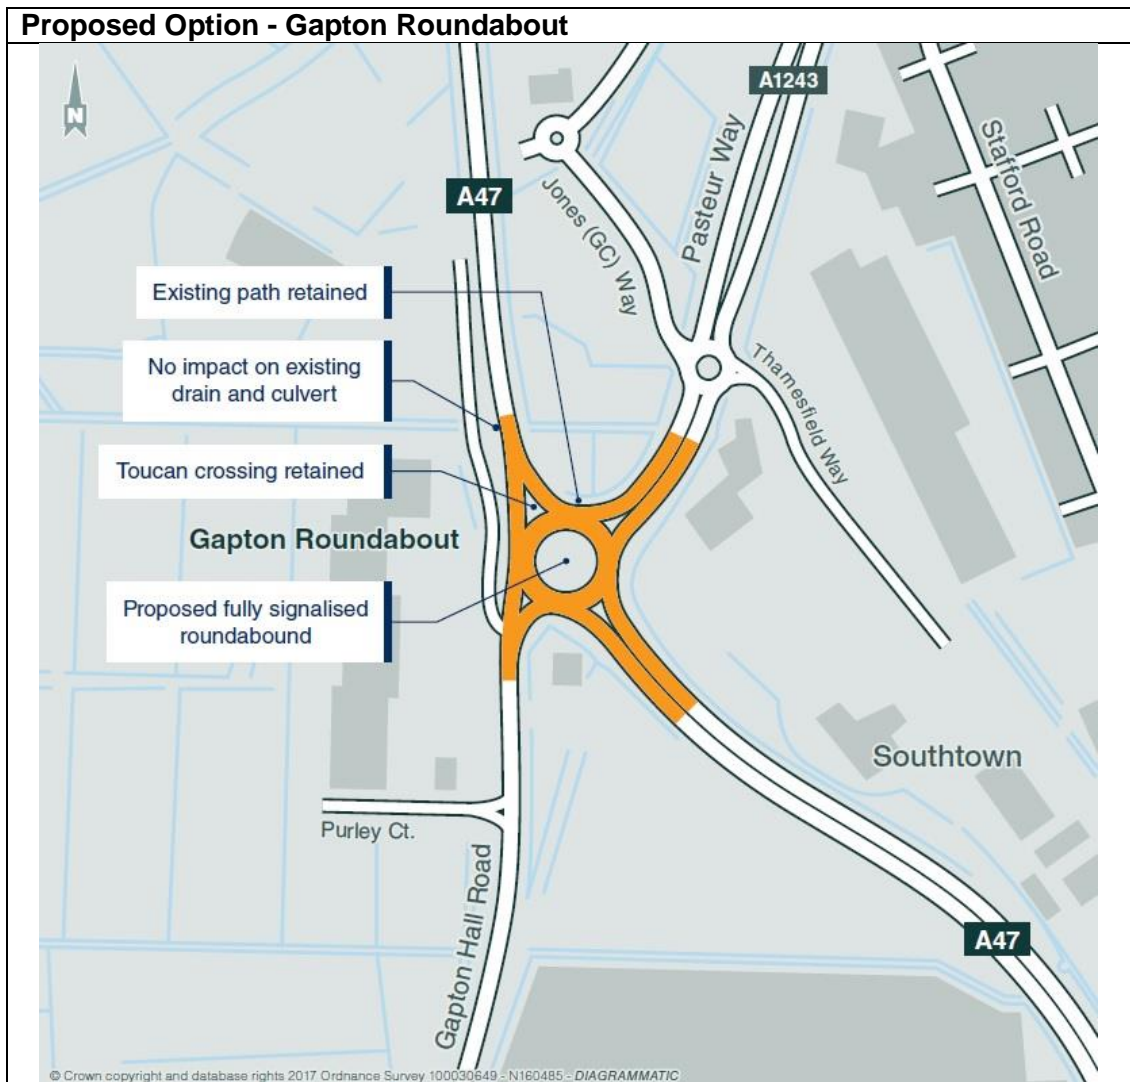 Proposed Option - Gapton Roundabout
N
A1243
A47
Pasteur Way
Stafford Road
Jones (GC) Way
Existing path retained
No impact on existing
drain and culvert
Thamesfield Way
Toucan crossing retained
Gapton Roundabout
Proposed fully signalised
roundabound
Southtown
Purley Ct.
Gapton Hall Road
A47
© Crown copyright and database rights 2017 Ordnance Survey 100030649 - N160485 - DIAGRAMMATIC